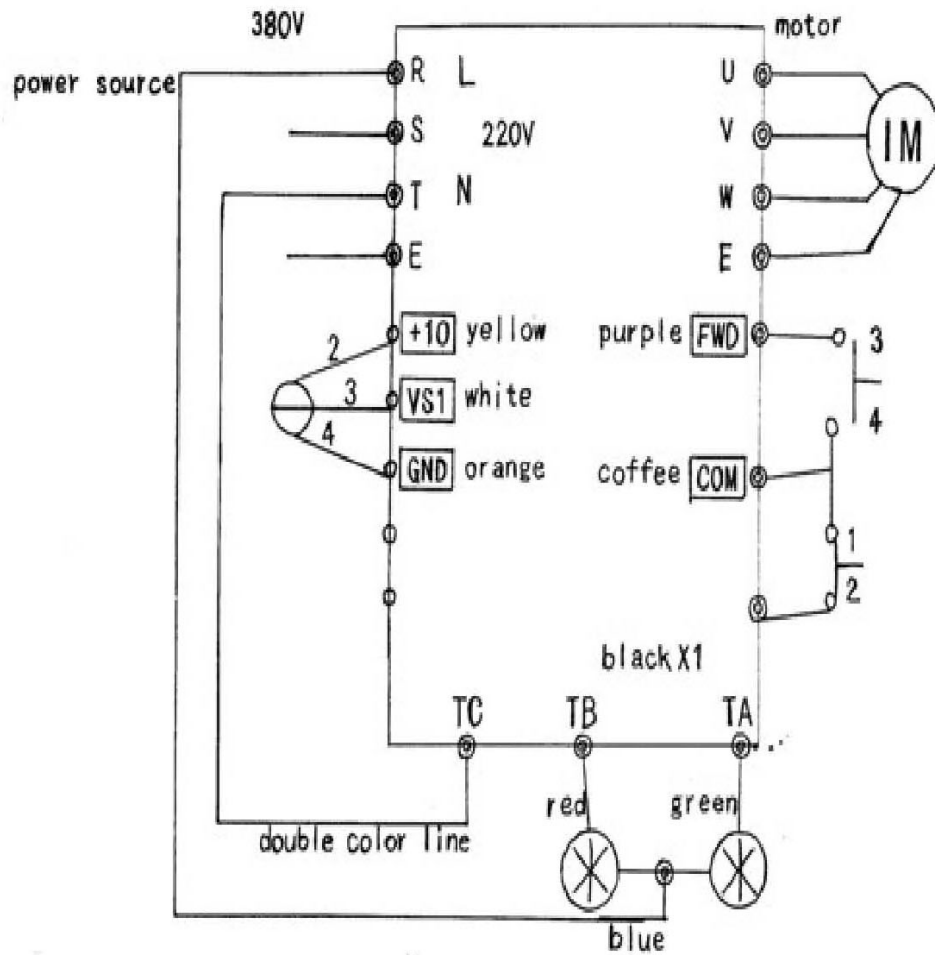 380V
motor
power source
R L
U
S 220V
V
IM
T N
W
E
E
+10 yellow
purple FWD
2
3
3
VS1 white
4
4
GND orange
coffee COM
1
2
black X1
TC
TB
TA
red
green
double color line
blue